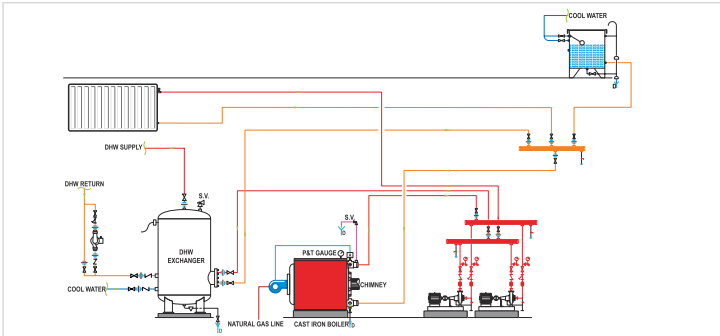 COOL WATER
DHW SUPPLY
DHW RETURN
S.V.
S.V.
DHW
EXCHANGER
P&T GAUGE
CHIMNEY
COOL WATER
NATURAL GAS LINE
CAST IRON BOILER